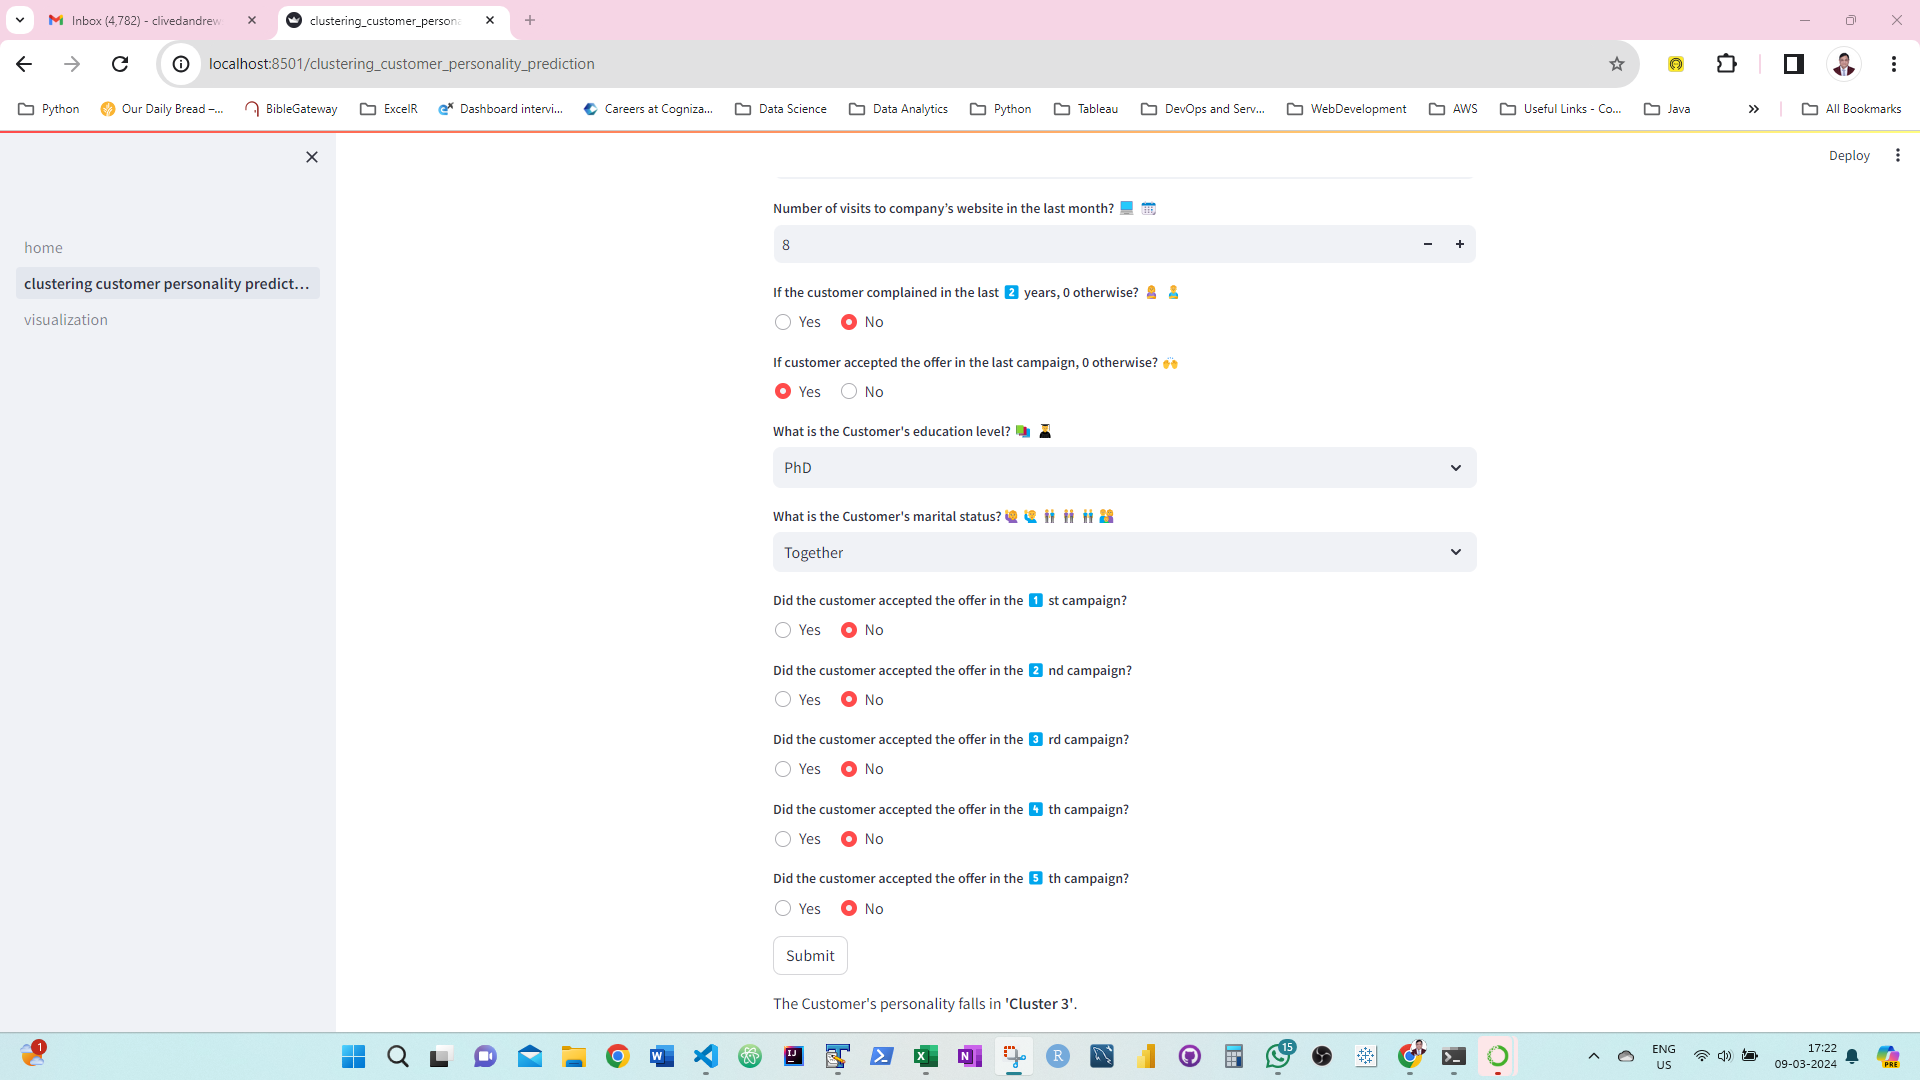 Inbox (4,782) - clivedandrew
clustering_customer_persona
localhost:8501/clustering_customer_personality_prediction
Python
Our Daily Bread –...
BibleGateway
ExcelR
Dashboard intervi...
Careers at Cogniza...
Data Science
Data Analytics
Python
Tableau
DevOps and Serv...
WebDevelopment
AWS
Useful Links - Co...
Java
»
All Bookmarks
Deploy
home
clustering customer personality predict...
visualization
Number of visits to company's website in the last month?
8
If the customer complained in the last 2 years, 0 otherwise?
Yes No
If customer accepted the offer in the last campaign, 0 otherwise?
Yes No
What is the Customer's education level?
PhD
What is the Customer's marital status?
Together
Did the customer accepted the offer in the 1 st campaign?
Yes No
Did the customer accepted the offer in the 2 nd campaign?
Yes No
Did the customer accepted the offer in the 3 rd campaign?
Yes No
Did the customer accepted the offer in the 4 th campaign?
Yes No
Did the customer accepted the offer in the 5 th campaign?
Yes No
Submit
The Customer's personality falls in 'Cluster 3'.
1
15
ENG
US
17:22
09-03-2024